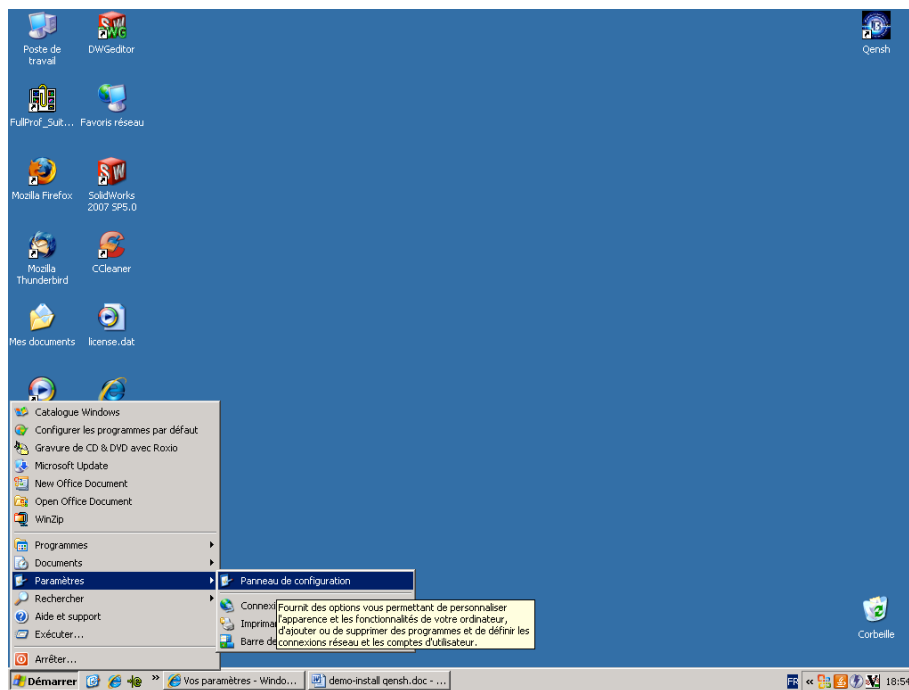 Poste de
travail
DWGeditor
Qensh
FullProf_Suit...
Favoris réseau
Mozilla Firefox
SolidWorks
2007 SP5.0
Mozilla
Thunderbird
CCleaner
Mes documents
license.dat
Catalogue Windows
Configurer les programmes par défaut
Gravure de CD & DVD avec Roxio
Microsoft Update
New Office Document
Open Office Document
WinZip
Programmes
Documents
Paramètres
Rechercher
Aide et support
Exécuter...
Arrêter...
Panneau de configuration
Connexi
Imprima
Barre de
Fournit des options vous permettant de personnaliser
l'apparence et les fonctionnalités de votre ordinateur,
d'ajouter ou de supprimer des programmes et de définir les
connexions réseau et les comptes d'utilisateur.
Corbeille
Démarrer
»
Vos paramètres - Windo...
demo-install qensh.doc - ...
FR
«
18:54